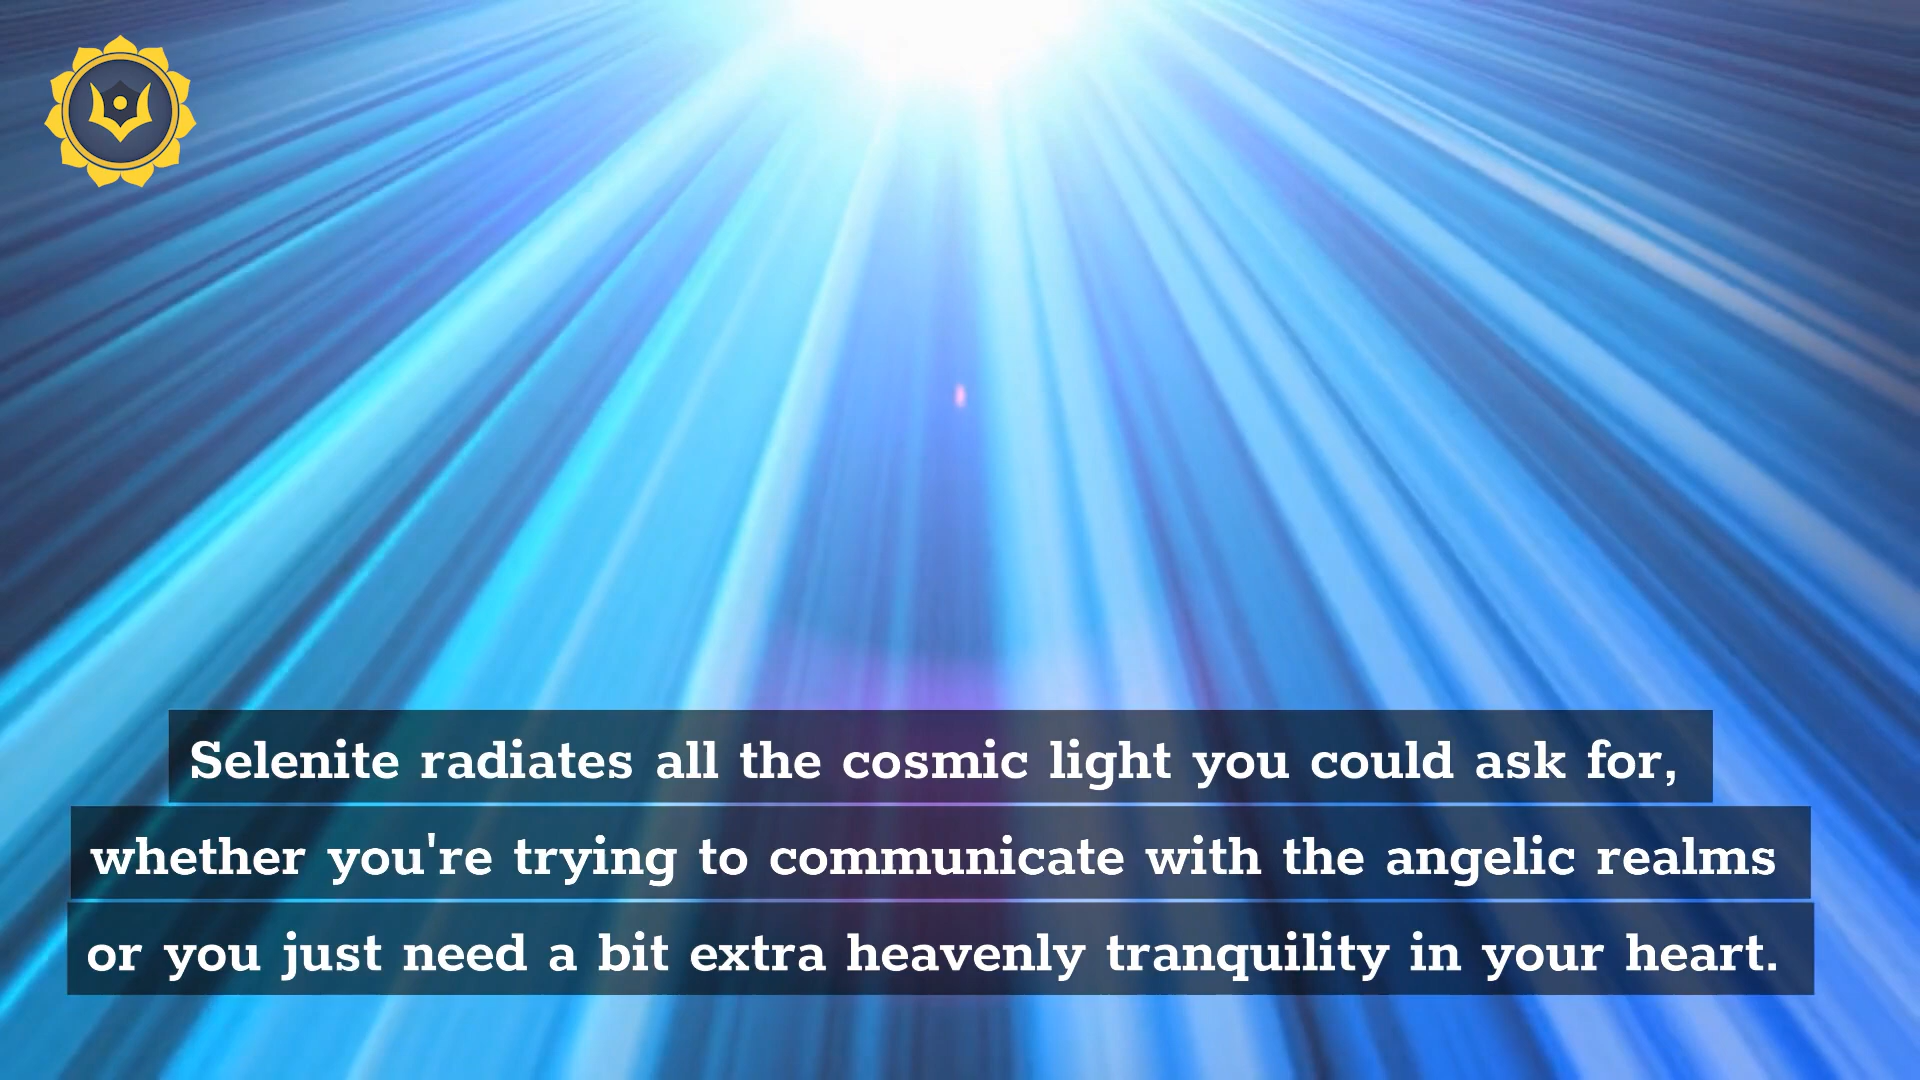 Selenite radiates all the cosmic light you could ask for,
whether you're trying to communicate with the angelic realms
or you just need a bit extra heavenly tranquility in your heart.